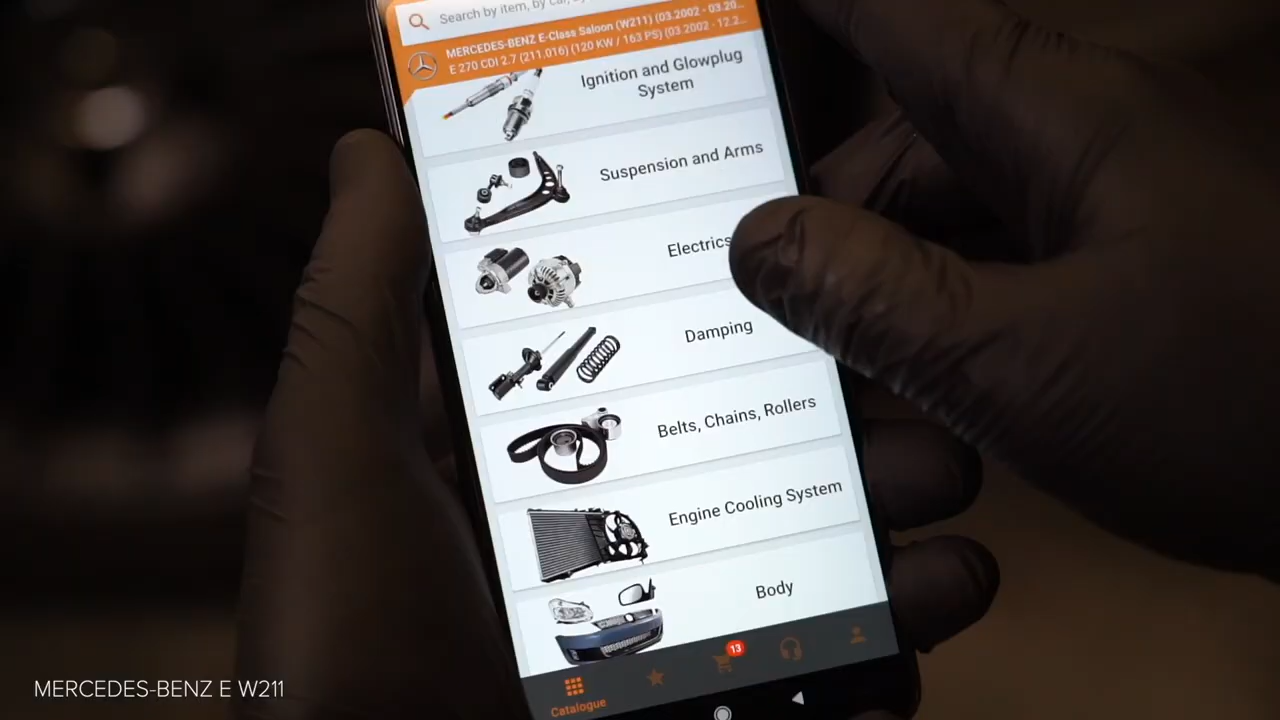 Search by item, by car, by
MERCEDES-BENZ E-Class Saloon (W211) (03.2002 - 03.20...
E 270 CDI 2.7 (211.016) (120 KW / 163 PS) (03.2002 - 12.2...
Ignition and Glowplug
System
Suspension and Arms
Electrics
Damping
Belts, Chains, Rollers
Engine Cooling System
Body
13
Catalogue
MERCEDES-BENZ E W211